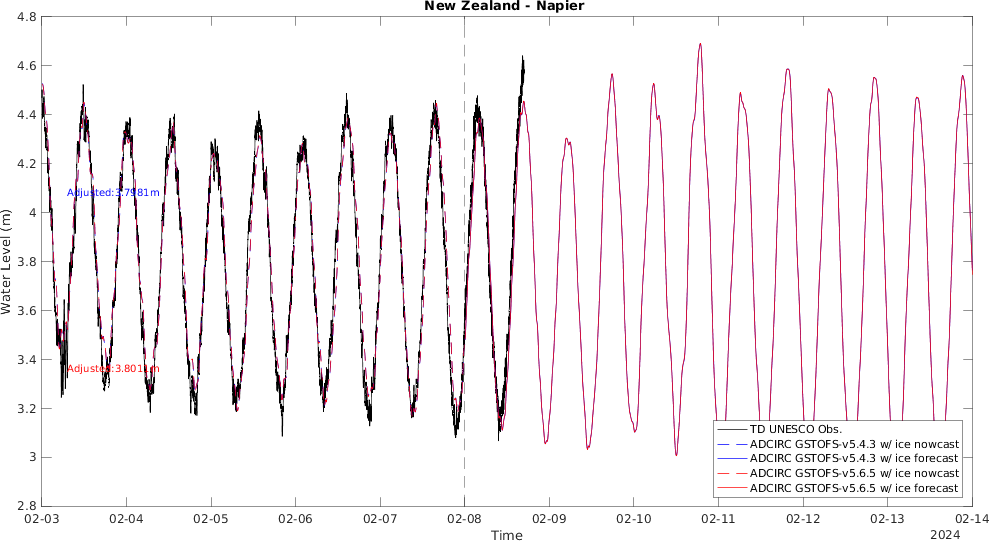 New Zealand - Napier
4.8
4.6
4.4
4.2
4
3.8
3.6
3.4
3.2
3
2.8
Water Level (m)
Adjusted:3.7981m
Adjusted:3.801 m
TD UNESCO Obs.
ADCIRC GSTOFS-v5.4.3 w/ ice nowcast
ADCIRC GSTOFS-v5.4.3 w/ ice forecast
ADCIRC GSTOFS-v5.6.5 w/ ice nowcast
ADCIRC GSTOFS-v5.6.5 w/ ice forecast
02-03 02-04 02-05 02-06 02-07 02-08 02-09 02-10 02-11 02-12 02-13 02-14
Time
2024